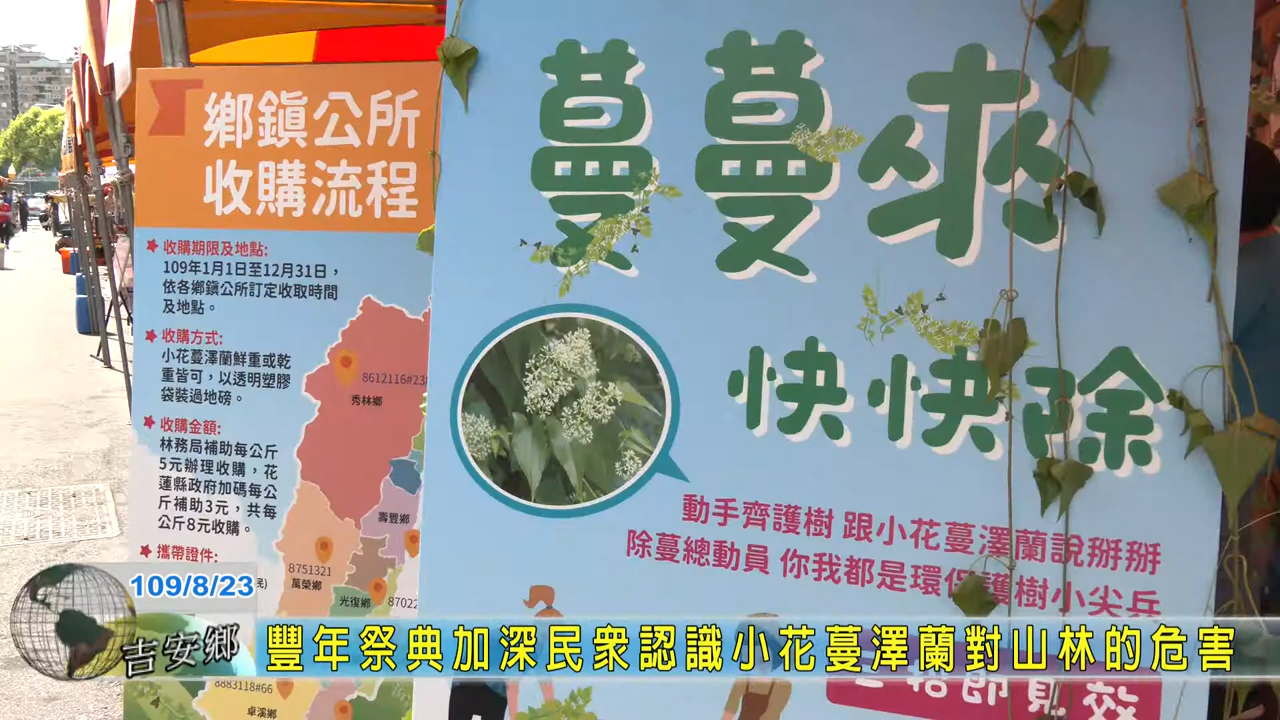 鄉鎮公所
收購流程
收購期限及地點:
109年1月1日至12月31日，
依各鄉鎮公所訂定收取時間
及地點。
收購方式:
小花蔓澤蘭鮮重或乾
重皆可，以透明塑膠
袋裝過地磅。
收購金額:
林務局補助每公斤
5元辦理收購，花
蓮縣政府加碼每公
斤補助3元，共每
公斤8元收購。
攜帶證件:
8612116#23
秀林鄉
壽豐鄉
8751321
萬榮鄉
光復鄉
8702
8883118#66
卓溪鄉
蔓蔓來
快快除
動手齊護樹 跟小花蔓澤蘭說掰掰
除蔓總動員 你我都是環保護樹小尖兵
109/8/23
吉安鄉
豐年祭典加深民眾認識小花蔓澤蘭對山林的危害